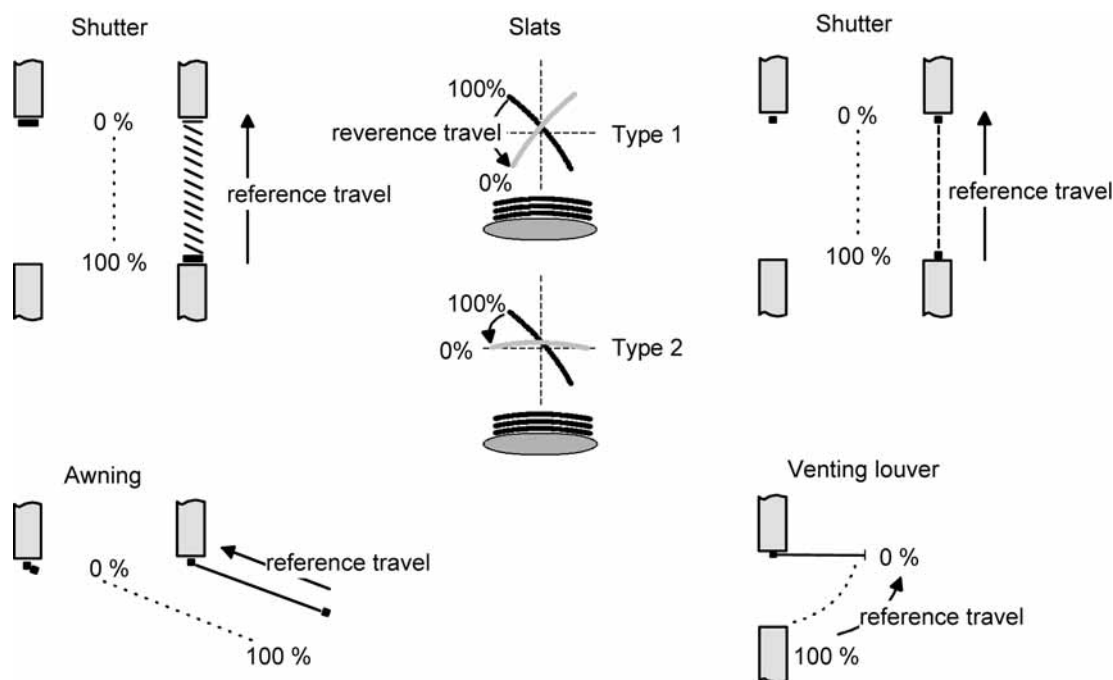 Shutter
0 %
reference travel
100 %
Slats
100%
reverence travel
Type 1
0%
100%
0%
Type 2
Shutter
0 %
reference travel
100 %
Awning
0 %
reference travel
100 %
Venting louver
0 %
reference travel
100 %